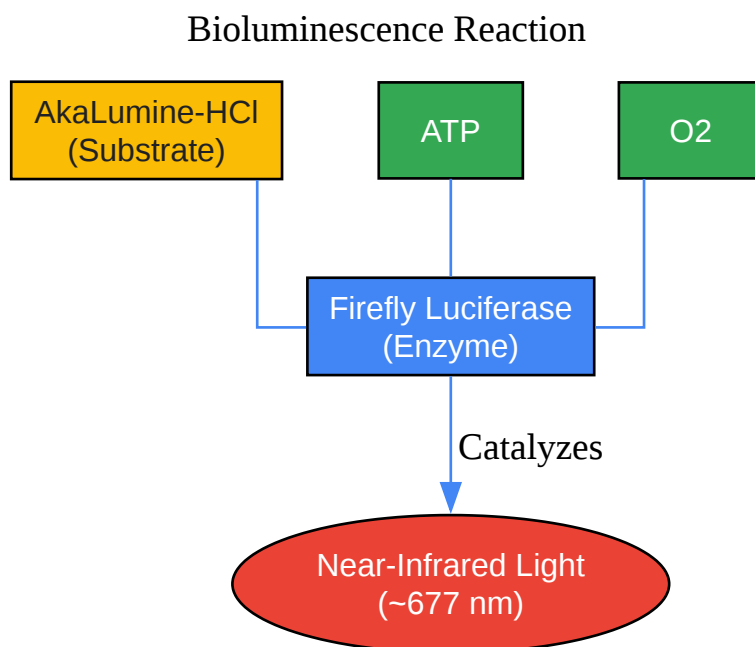 Bioluminescence Reaction
AkaLumine-HCl
(Substrate)
ATP
O2
Firefly Luciferase
(Enzyme)
Catalyzes
Near-Infrared Light
(~677 nm)